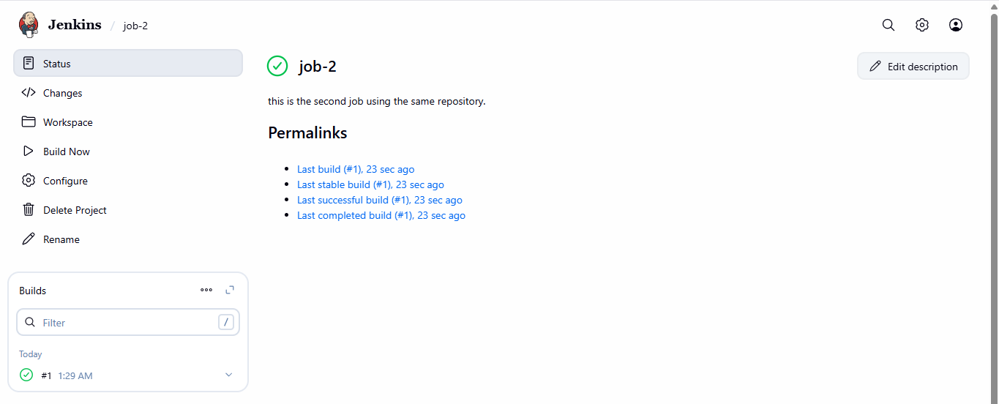 Jenkins / job-2
Status
Changes
Workspace
Build Now
Configure
Delete Project
Rename
Builds
Filter /
Today
#1 1:29 AM
job-2
Edit description
this is the second job using the same repository.
Permalinks
Last build (#1), 23 sec ago
Last stable build (#1), 23 sec ago
Last successful build (#1), 23 sec ago
Last completed build (#1), 23 sec ago